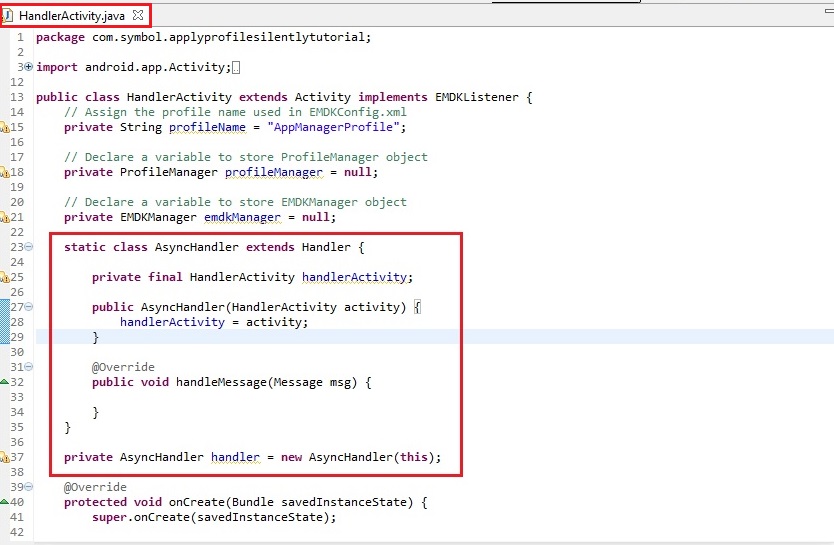 HandlerActivity.java
1 package com.symbol.applyprofilesilentlytutorial;
2
3 import android.app.Activity;
12
13 public class HandlerActivity extends Activity implements EMDKListener {
14 // Assign the profile name used in EMDKConfig.xml
15 private String profileName = "AppManagerProfile";
16
17 // Declare a variable to store ProfileManager object
18 private ProfileManager profileManager = null;
19
20 // Declare a variable to store EMDKManager object
21 private EMDKManager emdkManager = null;
22
23 static class AsyncHandler extends Handler {
24
25 private final HandlerActivity handlerActivity;
26
27 public AsyncHandler(HandlerActivity activity) {
28 handlerActivity = activity;
29 }
30
31 @Override
32 public void handleMessage(Message msg) {
33
34 }
35 }
36
37 private AsyncHandler handler = new AsyncHandler(this);
38
39 @Override
40 protected void onCreate(Bundle savedInstanceState) {
41 super.onCreate(savedInstanceState);
42